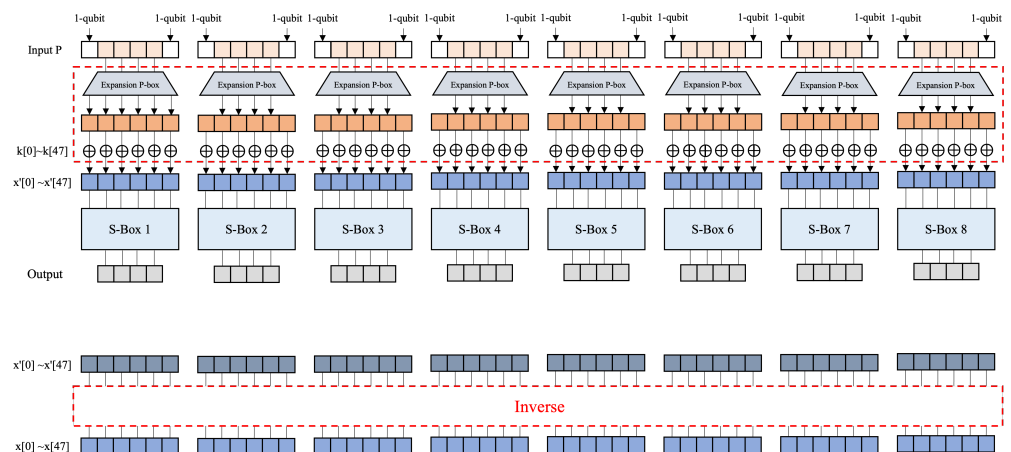 1-qubit 1-qubit 1-qubit 1-qubit 1-qubit 1-qubit 1-qubit 1-qubit 1-qubit 1-qubit 1-qubit 1-qubit 1-qubit 1-qubit 1-qubit 1-qubit
Input P
Expansion P-box Expansion P-box Expansion P-box Expansion P-box Expansion P-box Expansion P-box Expansion P-box Expansion P-box
k[0]~k[47]
x'[0] ~x'[47]
S-Box 1 S-Box 2 S-Box 3 S-Box 4 S-Box 5 S-Box 6 S-Box 7 S-Box 8
Output
x'[0] ~x'[47]
Inverse
x[0] ~x[47]